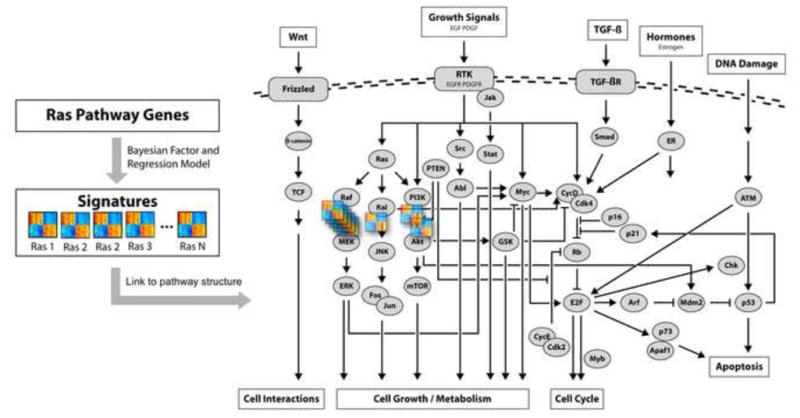 Growth Signals
EGF PDGF
Wnt
TGF-ß
Hormones
Estrogen
DNA Damage
RTK
EGFR PDGFR
Frizzled
TGF-ßR
Jak
Ras Pathway Genes
Bayesian Factor and
Regression Model
Signatures
Ras 1 Ras 2 Ras 2 Ras 3 ... Ras N
Link to pathway structure
B-catenin
TCF
Ras
PTEN
Src
Stat
Smad
ER
Raf
Ral
PI3K
Abl
Myc
CycD
Cdk4
p16
p21
ATM
MEK
JNK
Akt
GSK
Rb
Chk
ERK
Fos
Jun
mTOR
E2F
Arf
Mdm2
p53
CycE
Cdk2
Myb
p73
Apaf1
Apoptosis
Cell Interactions
Cell Growth / Metabolism
Cell Cycle